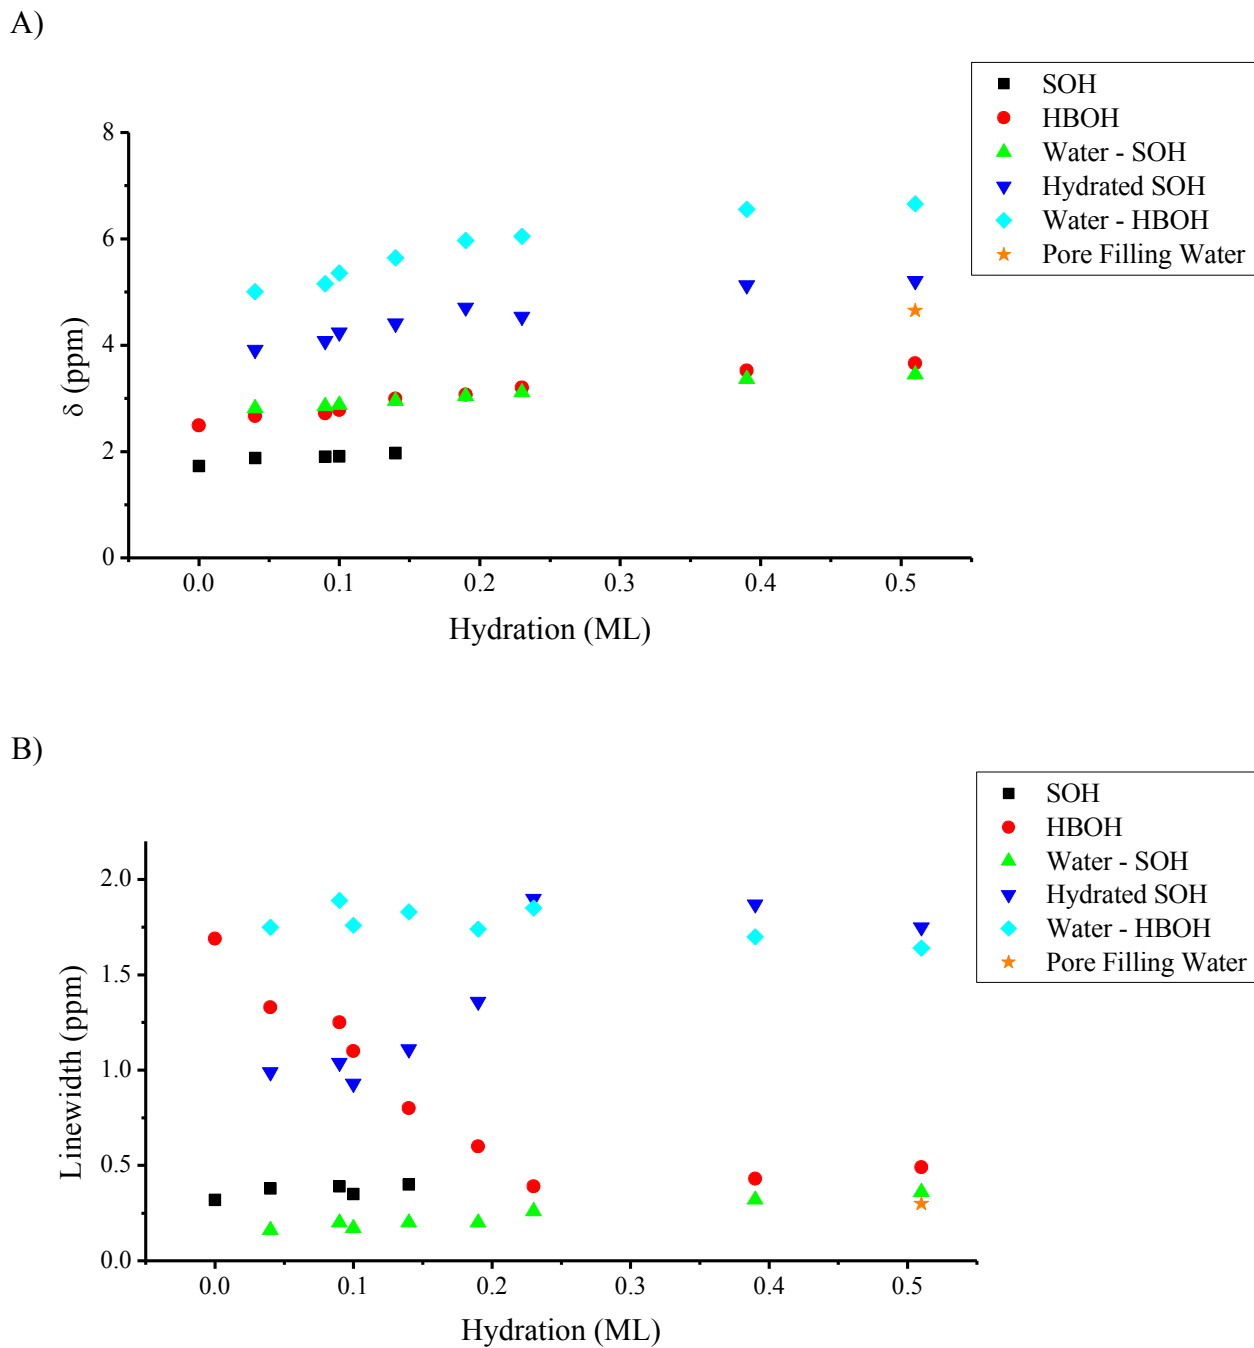 A)
SOH
HBOH
Water - SOH
Hydrated SOH
Water - HBOH
Pore Filling Water
8
6
4
2
0
δ (ppm)
0.0 0.1 0.2 0.3 0.4 0.5
Hydration (ML)
B)
SOH
HBOH
Water - SOH
Hydrated SOH
Water - HBOH
Pore Filling Water
2.0
1.5
1.0
0.5
0.0
Linewidth (ppm)
0.0 0.1 0.2 0.3 0.4 0.5
Hydration (ML)